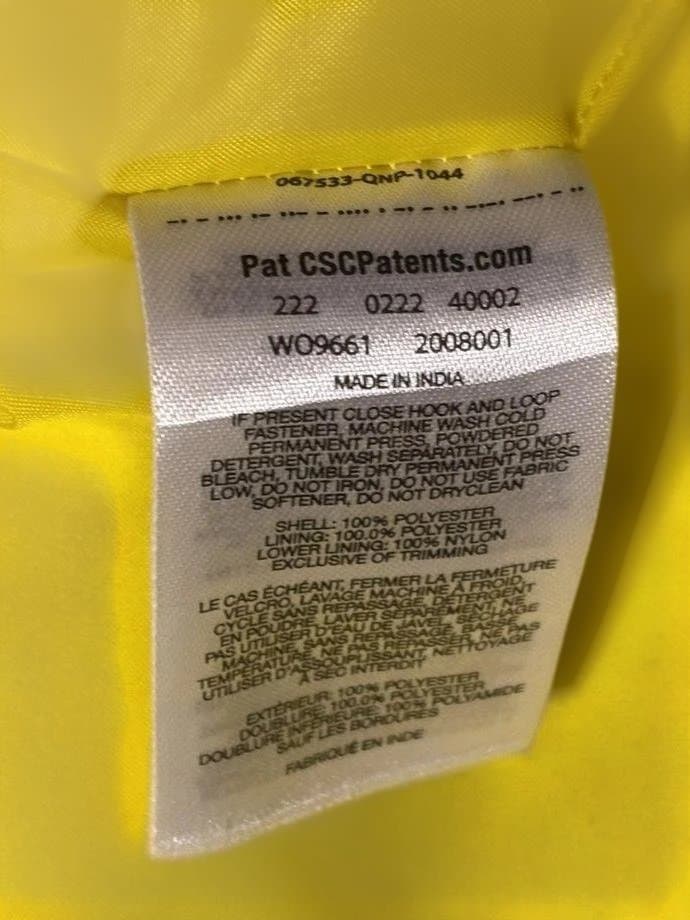 067533-QNP-1044
Pat CSCPatents.com
222 0222 40002
WO9661 2008001
MADE IN INDIA
IF PRESENT CLOSE HOOK AND LOOP
FASTENER, MACHINE WASH COLD
PERMANENT PRESS, POWDERED
DETERGENT, WASH SEPARATELY, DO NOT
BLEACH, TUMBLE DRY PERMANENT PRESS
LOW, DO NOT IRON, DO NOT USE FABRIC
SOFTENER, DO NOT DRYCLEAN
SHELL: 100% POLYESTER
LINING: 100.0% POLYESTER
LOWER LINING: 100% NYLON
EXCLUSIVE OF TRIMMING
LE CAS ÉCHÉANT, FERMER LA FERMETURE
VELCRO, LAVAGE MACHINE À FROID,
CYCLE SANS REPASSAGE, DÉTERGENT
EN POUDRE, LAVER SÉPARÉMENT, NE
PAS UTILISER D'EAU DE JAVEL, SÉCHAGE
MACHINE, SANS REPASSAGE, BASSE
TEMPÉRATURE, NE PAS REPASSER, NE PAS
UTILISER D'ASSOUPLISSANT, NETTOYAGE
À SEC INTERDIT
EXTÉRIEUR: 100% POLYESTER
DOUBLURE: 100.0% POLYESTER
DOUBLURE INFÉRIEURE: 100% POLYAMIDE
SAUF LES BORDURES
FABRIQUÉ EN INDE